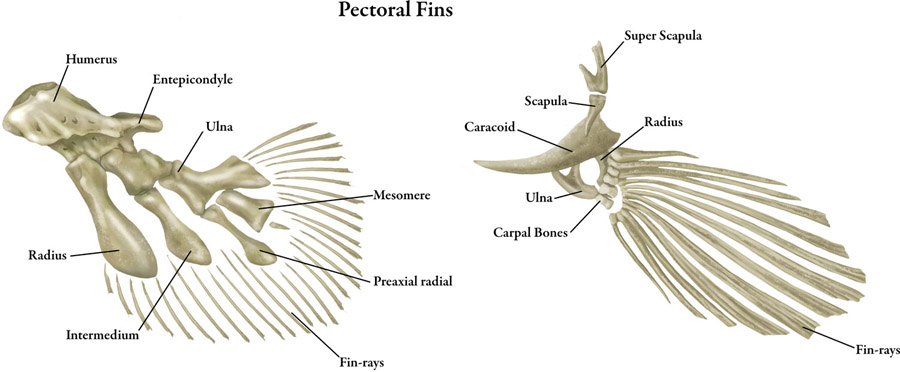 Pectoral Fins
Humerus
Entepicondyle
Ulna
Mesomere
Radius
Preaxial radial
Intermedium
Fin-rays
Super Scapula
Scapula
Caracoid
Radius
Ulna
Carpal Bones
Fin-rays